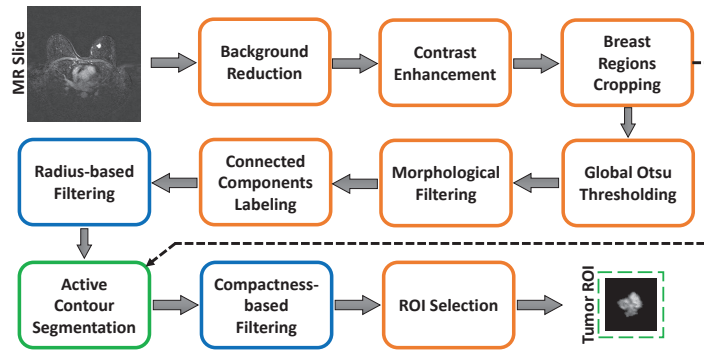 MR Slice
Background
Reduction
Contrast
Enhancement
Breast
Regions
Cropping
Radius-based
Filtering
Connected
Components
Labeling
Morphological
Filtering
Global Otsu
Thresholding
Active
Contour
Segmentation
Compactness-
based
Filtering
ROI Selection
Tumor ROI